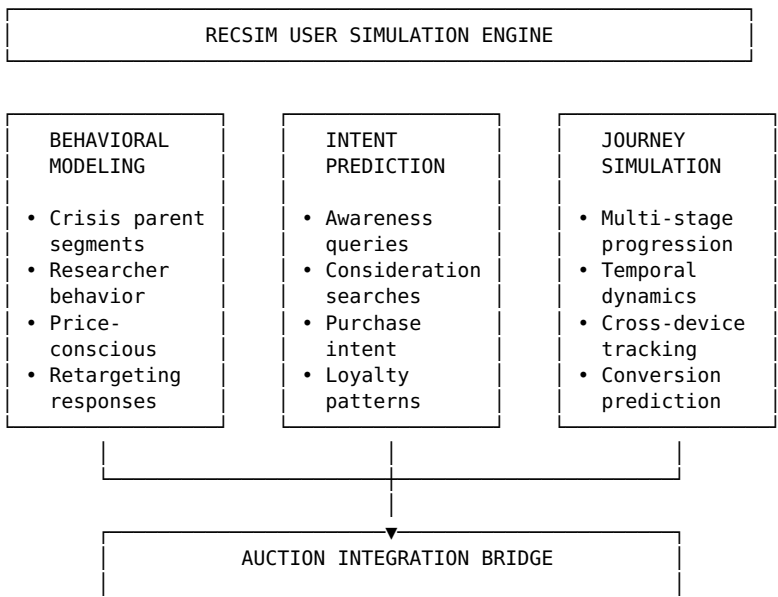 RECSIM USER SIMULATION ENGINE
BEHAVIORAL
MODELING
• Crisis parent
segments
• Researcher
behavior
• Price-
conscious
• Retargeting
responses
INTENT
PREDICTION
• Awareness
queries
• Consideration
searches
• Purchase
intent
• Loyalty
patterns
JOURNEY
SIMULATION
• Multi-stage
progression
• Temporal
dynamics
• Cross-device
tracking
• Conversion
prediction
AUCTION INTEGRATION BRIDGE